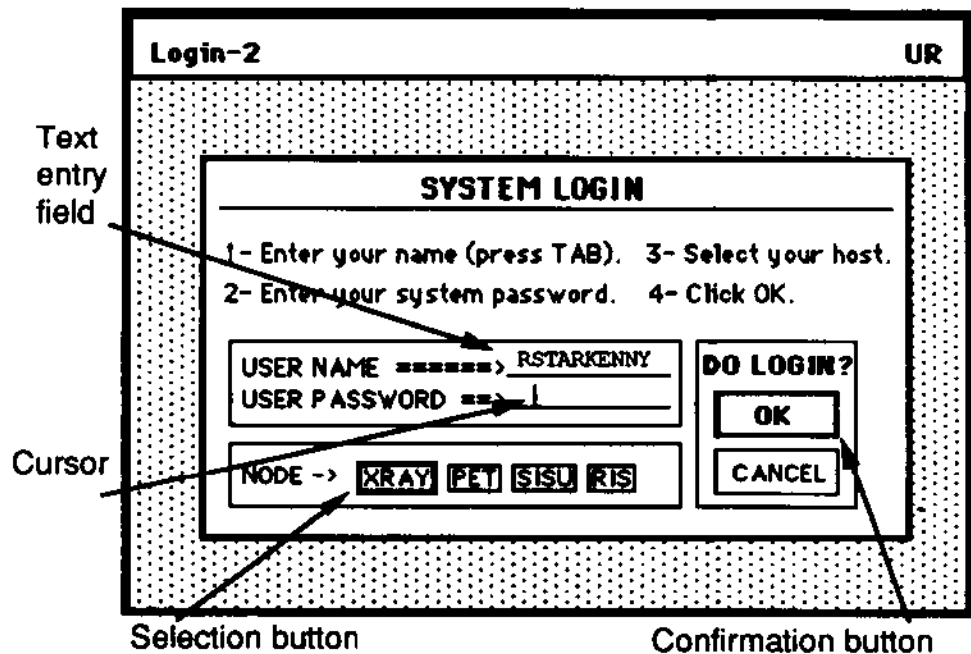 Login-2 UR
Text
entry
field
SYSTEM LOGIN
1- Enter your name (press TAB). 3- Select your host.
2- Enter your system password. 4- Click OK.
USER NAME ======> RSTARKENNY
USER PASSWORD ==>
DO LOGIN?
OK
CANCEL
Cursor
NODE -> XRAY PET SISU RIS
Selection button
Confirmation button